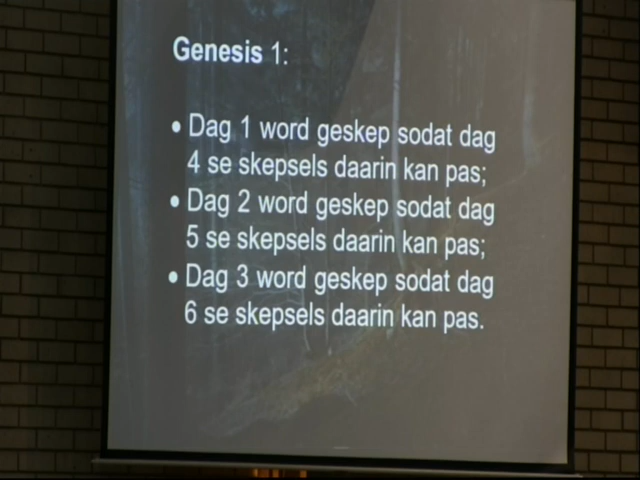 Genesis 1:
• Dag 1 word geskep sodat dag
4 se skepsels daarin kan pas;
• Dag 2 word geskep sodat dag
5 se skepsels daarin kan pas;
• Dag 3 word geskep sodat dag
6 se skepsels daarin kan pas.